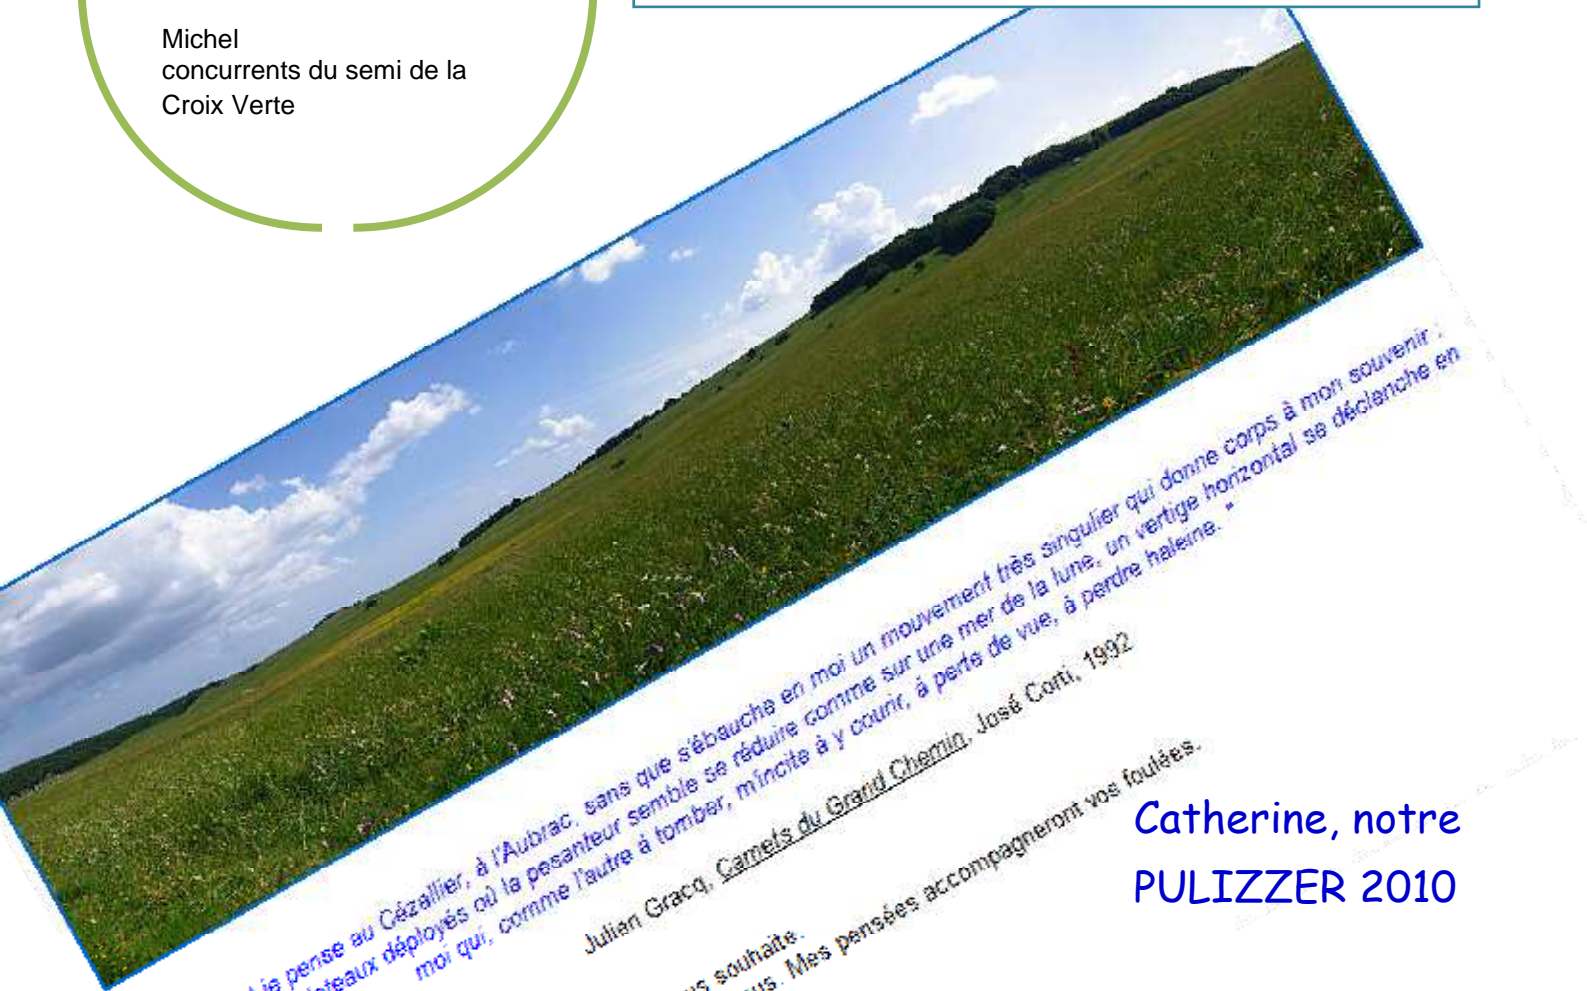 Michel
concurrents du semi de la
Croix Verte
je pense au Cézallier, à l'Aubrac, sans que s'ébauche en moi un mouvement très singulier qui donne corps à mon souvenir :
déployés où la pesanteur semble se réduire comme sur une mer de la lune, un vertige horizontal se déclenche en
moi qui, comme l'autre à tomber, m'incite à y courir, à perte de vue, à perdre haleine. "
Julien Gracq, Carnets du Grand Chemin, José Corti, 1992
souhaite.
Mes pensées accompagneront vos foulées.
Catherine, notre
PULIZZER 2010